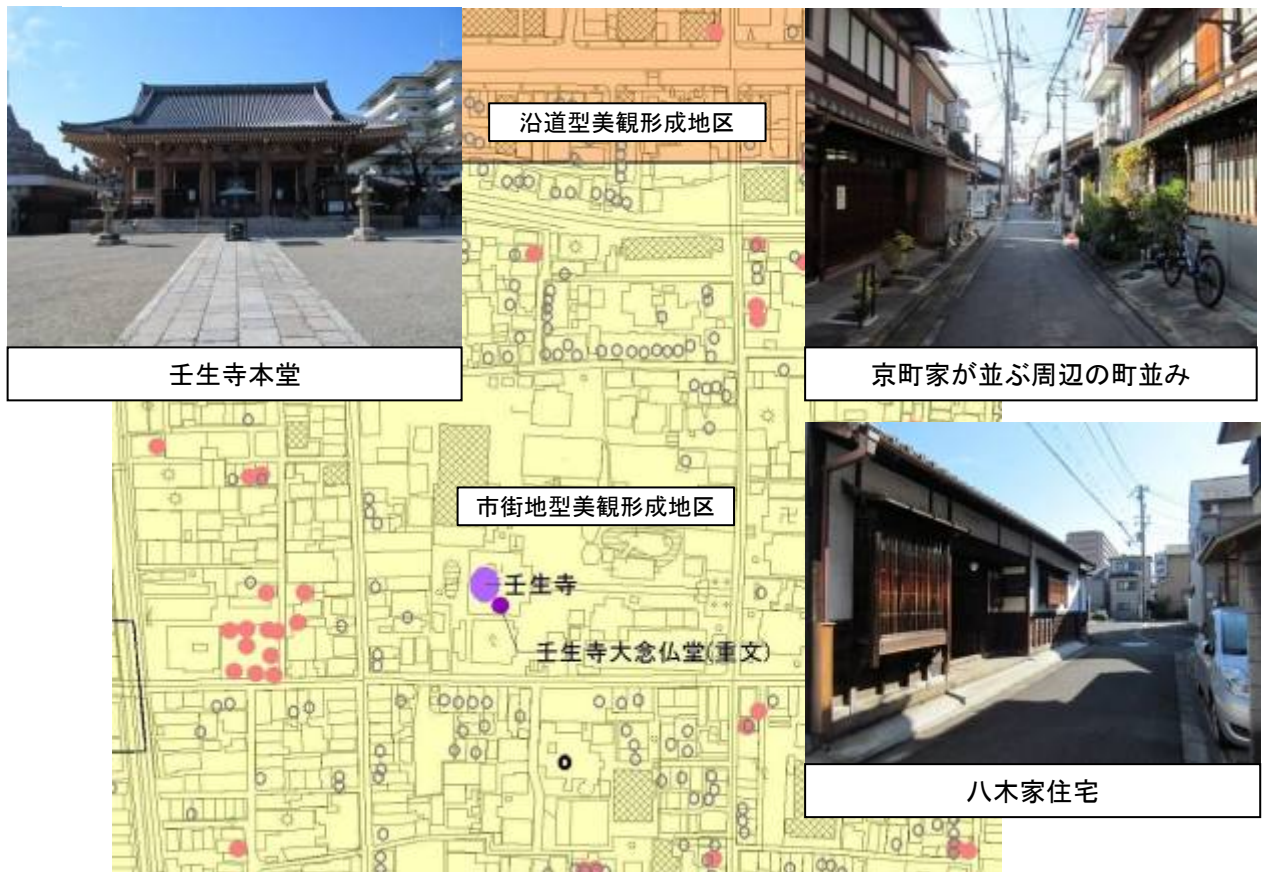 沿道型美観形成地区
壬生寺本堂
京町家が並ぶ周辺の町並み
市街地型美観形成地区
壬生寺
壬生寺大念仏堂(重文)
八木家住宅